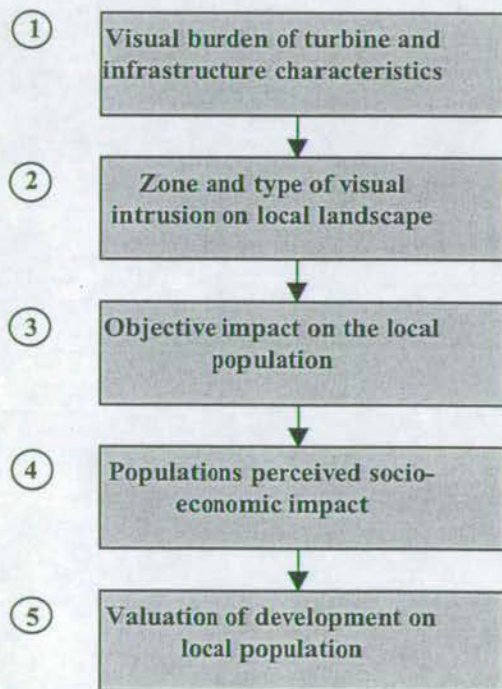 1
Visual burden of turbine and
infrastructure characteristics
2
Zone and type of visual
intrusion on local landscape
3
Objective impact on the local
population
4
Populations perceived socio-
economic impact
5
Valuation of development on
local population